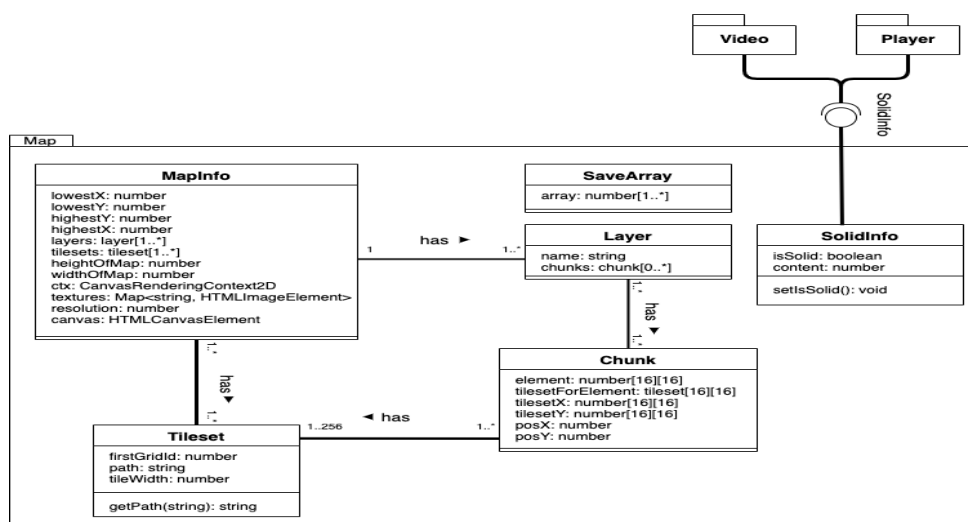 Video
Player
SolidInfo
Map
MapInfo
lowestX: number
lowestY: number
highestY: number
highestX: number
layers: layer[1..*]
tilesets: tileset[1..*]
heightOfMap: number
widthOfMap: number
ctx: CanvasRenderingContext2D
textures: Map<string, HTMLImageElement>
resolution: number
canvas: HTMLCanvasElement
SaveArray
array: number[1..*]
has ►
1
1..*
Layer
name: string
chunks: chunk[0..*]
SolidInfo
isSolid: boolean
content: number
setIsSolid(): void
1..*
has ►
1..*
1..*
has ►
1..*
Chunk
element: number[16][16]
tilesetForElement: tileset[16][16]
tilesetX: number[16][16]
tilesetY: number[16][16]
posX: number
posY: number
◄ has
1..256
1..*
Tileset
firstGridId: number
path: string
tileWidth: number
getPath(string): string